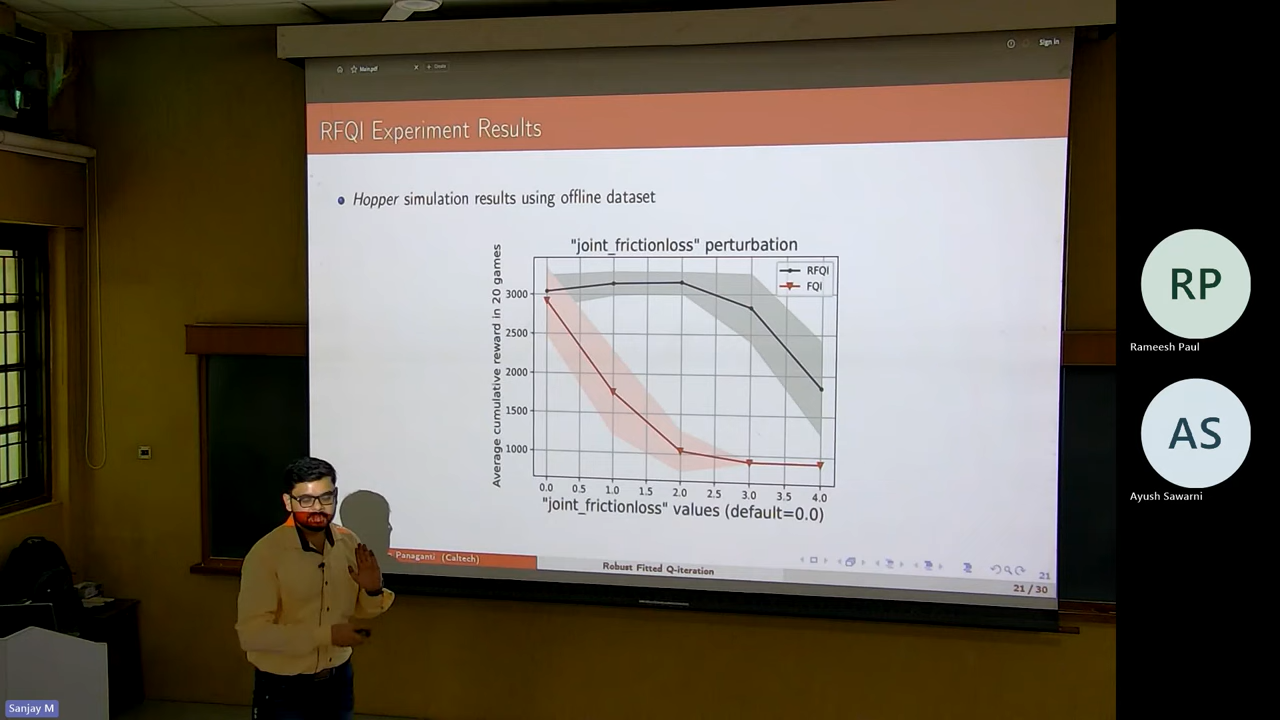 Main.pdf
+ Create
Sign in
RFQI Experiment Results
Hopper simulation results using offline dataset
"joint_frictionloss" perturbation
Average cumulative reward in 20 games
RFQI
FQI
3000
2500
2000
1500
1000
0.0 0.5 1.0 1.5 2.0 2.5 3.0 3.5 4.0
"joint_frictionloss" values (default=0.0)
Panaganti (Caltech)
Robust Fitted Q-iteration
21
21 / 30
RP
Rameesh Paul
AS
Ayush Sawarni
Sanjay M